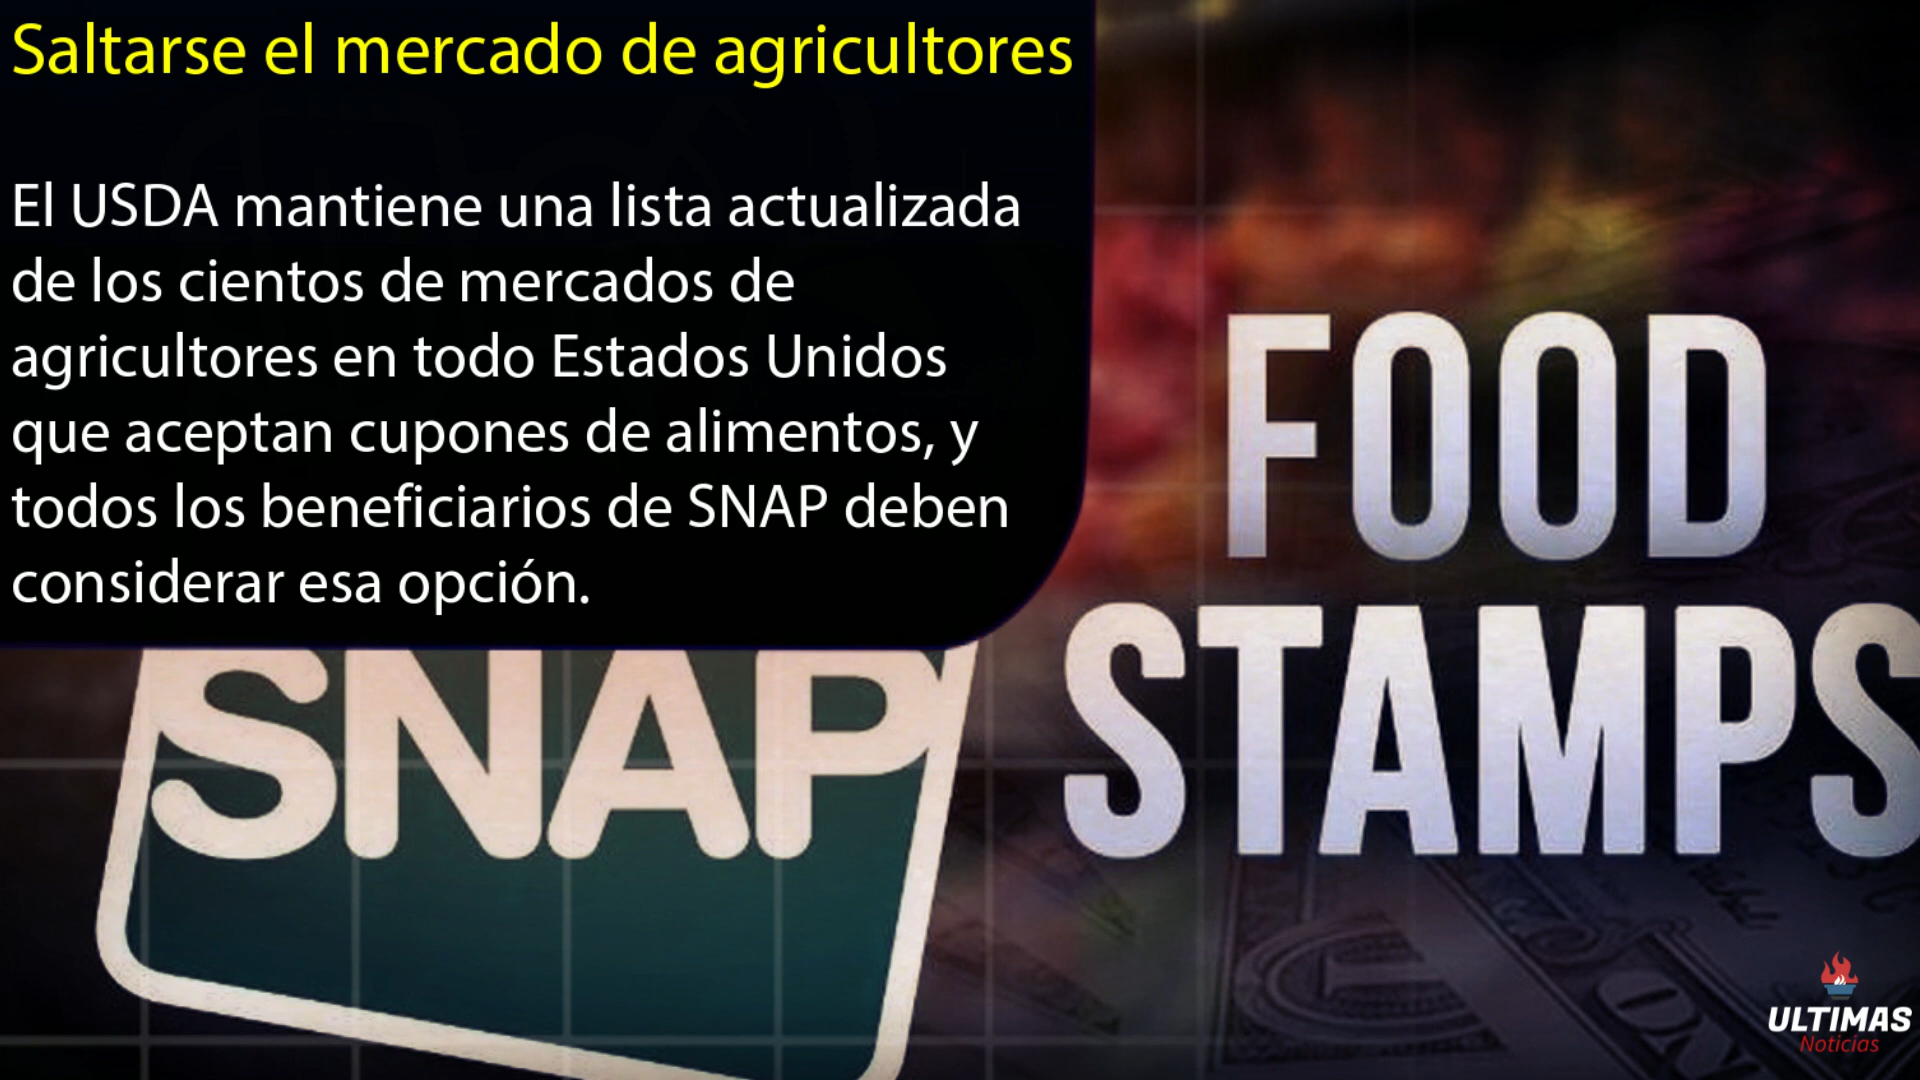 Saltarse el mercado de agricultores
El USDA mantiene una lista actualizada
de los cientos de mercados de
agricultores en todo Estados Unidos
que aceptan cupones de alimentos, y
todos los beneficiarios de SNAP deben
considerar esa opción.
SNAP
FOOD
STAMPS
ULTIMAS
Noticias